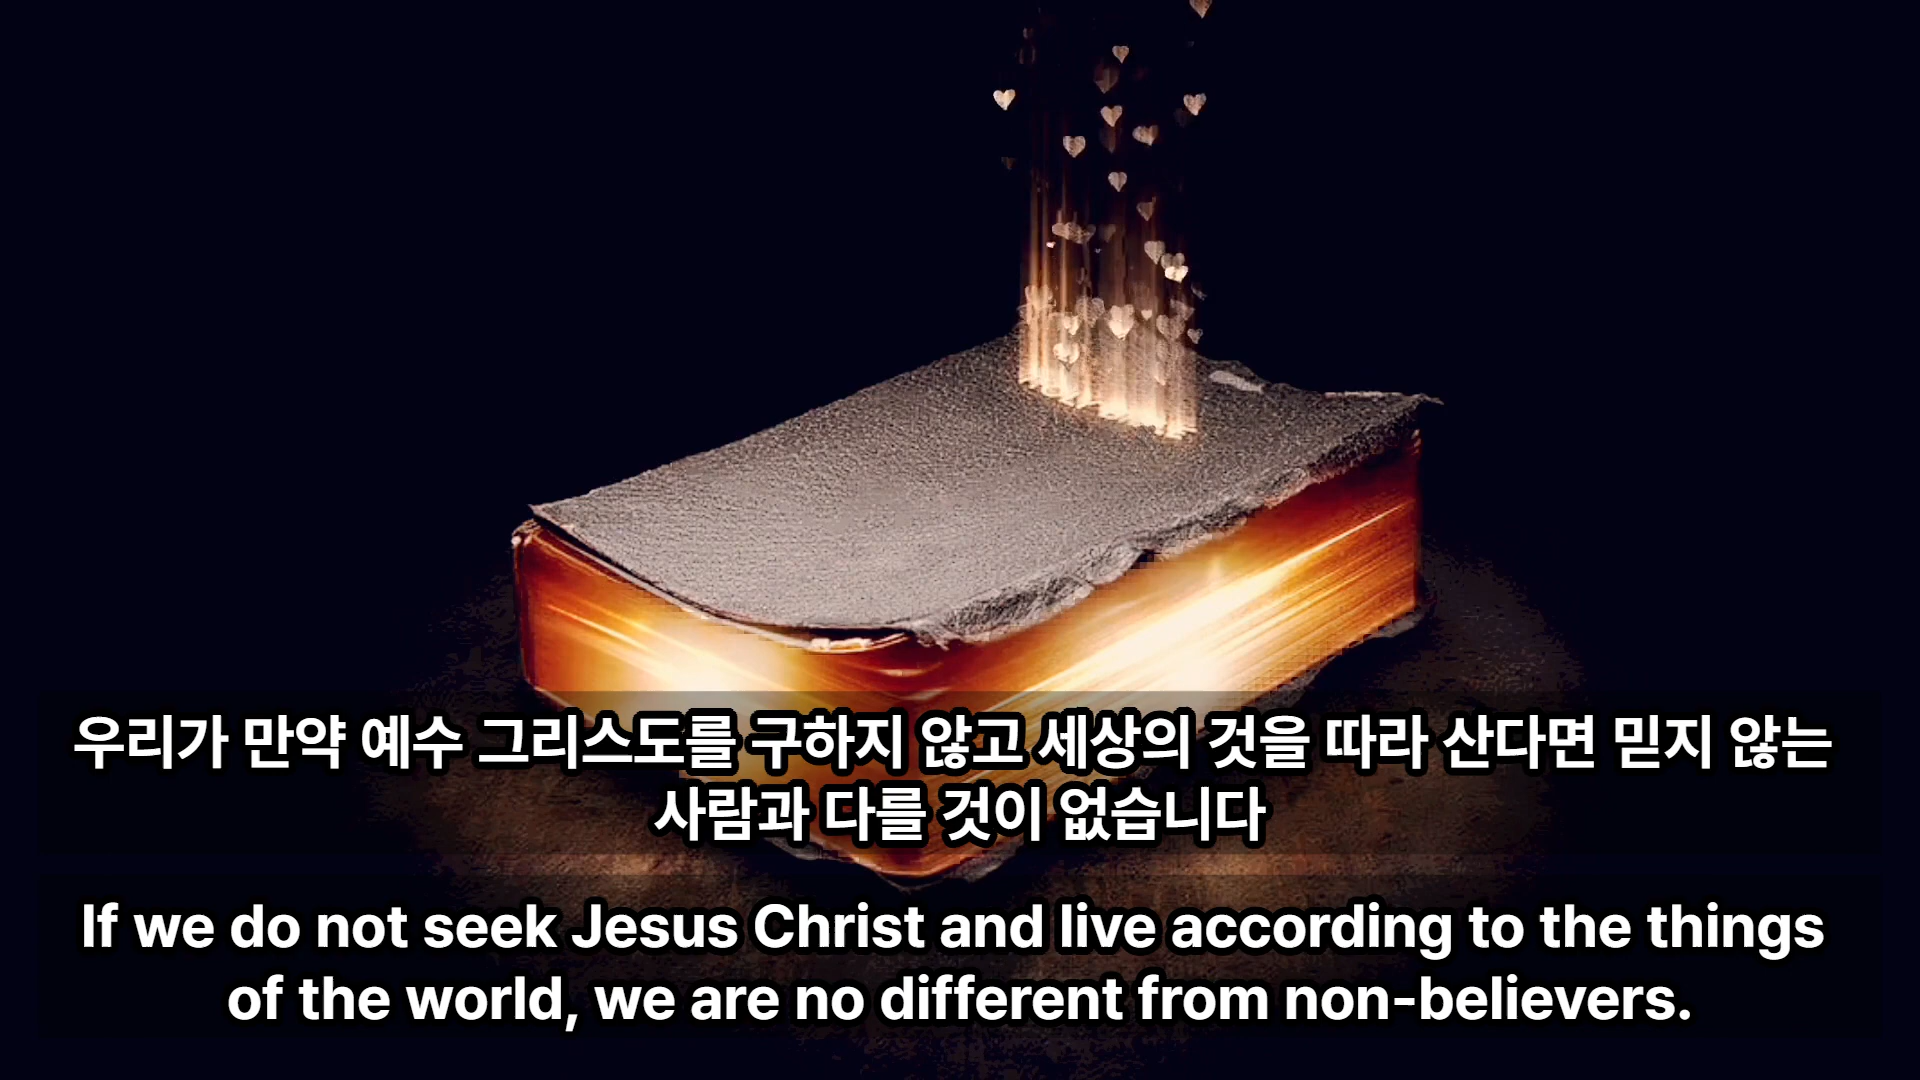 우리가 만약 예수 그리스도를 구하지 않고 세상의 것을 따라 산다면 믿지 않는
사람과 다를 것이 없습니다
If we do not seek Jesus Christ and live according to the things
of the world, we are no different from non-believers.